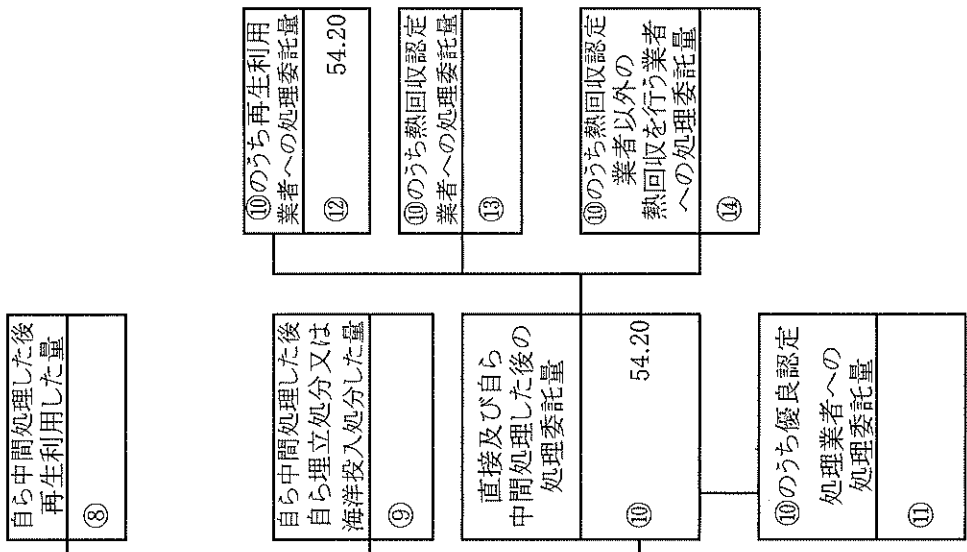 自ら中間処理した後
再生利用した量
⑧
自ら中間処理した後
自ら埋立処分又は
海洋投入処分した量
⑨
直接及び自ら
中間処理した後の
処理委託量
⑩ 54.20
⑩のうち優良認定
処理業者への
処理委託量
⑪
⑩のうち再生利用
業者への処理委託量
⑫ 54.20
⑩のうち熱回収認定
業者への処理委託量
⑬
⑩のうち熱回収認定
業者以外の
熱回収を行う業者
への処理委託量
⑭